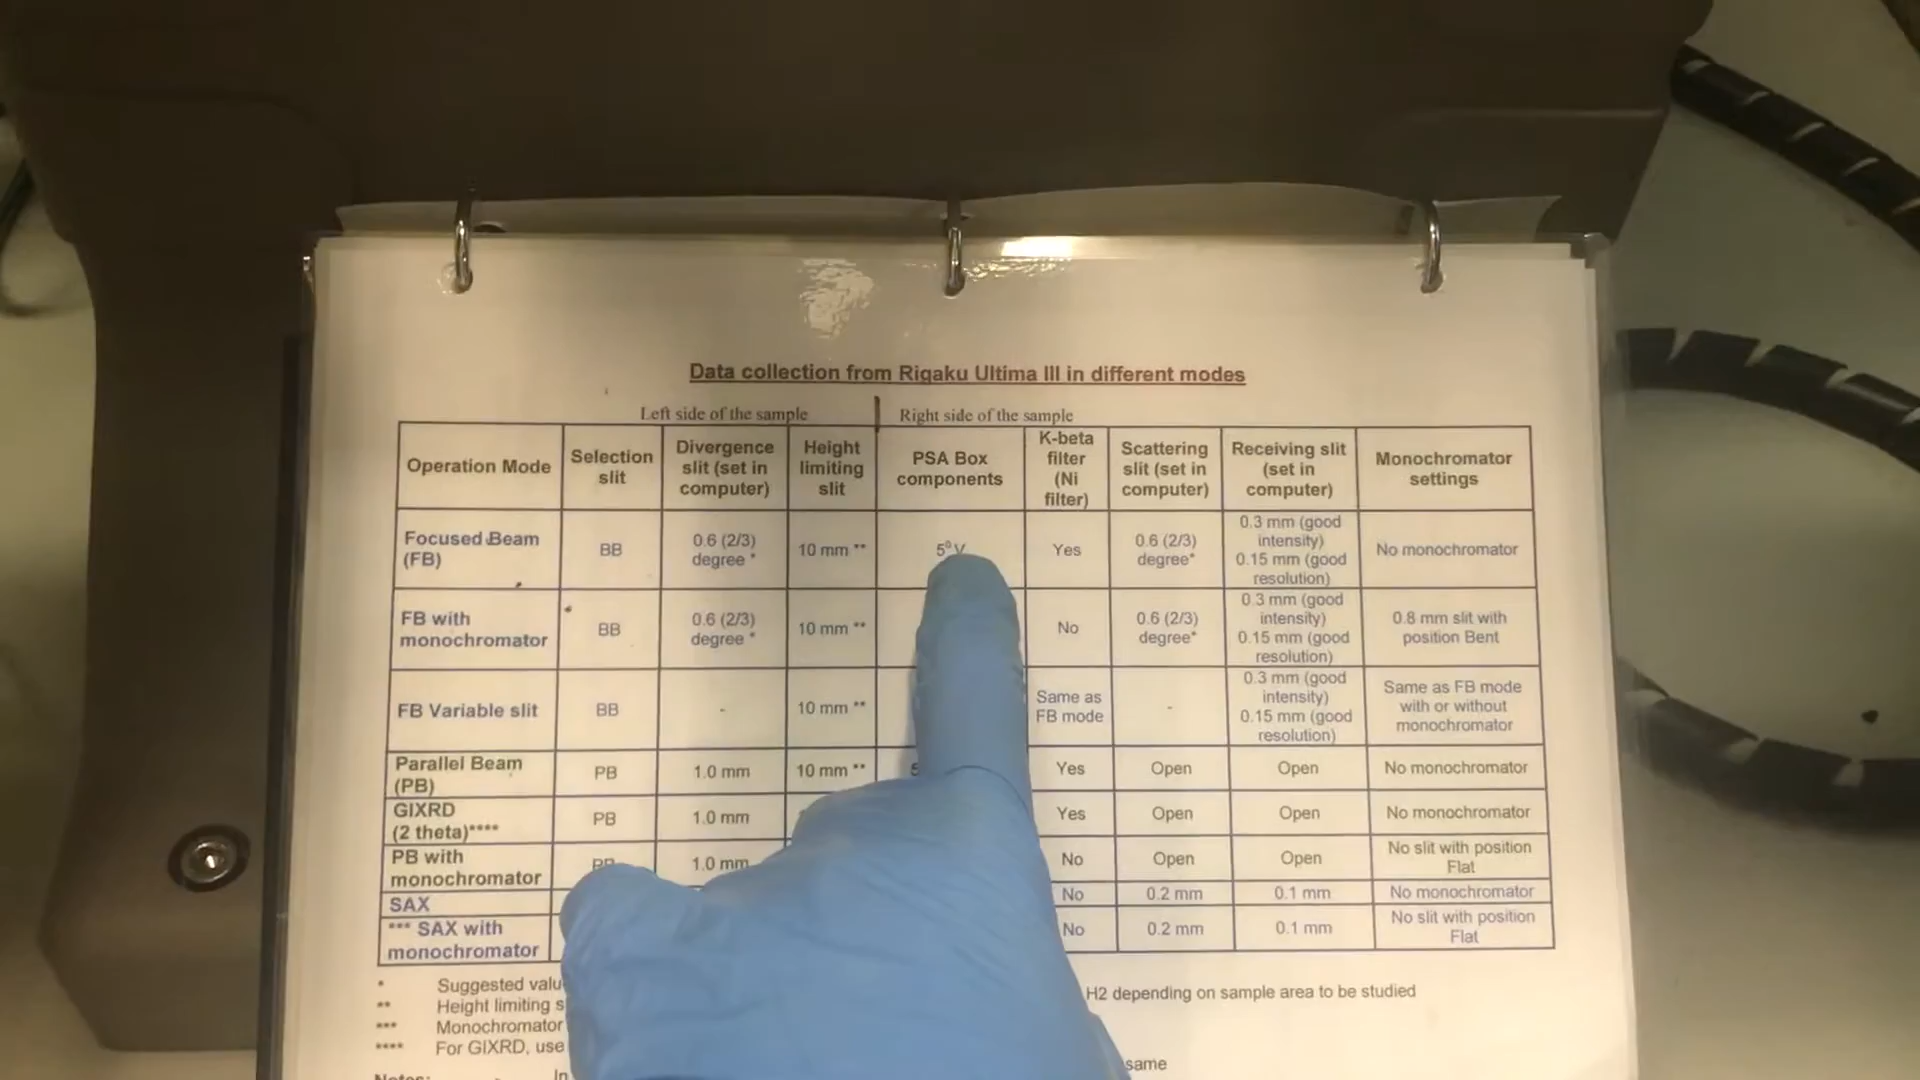 Data collection from Rigaku Ultima III in different modes
Left side of the sample
Right side of the sample
Operation Mode
Selection
slit
Divergence
slit (set in
computer)
Height
limiting
slit
PSA Box
components
K-beta
filter
(Ni
filter)
Scattering
slit (set in
computer)
Receiving slit
(set in
computer)
Monochromator
settings
Focused Beam
(FB)
BB
0.6 (2/3)
degree *
10 mm **
5° V
Yes
0.6 (2/3)
degree*
0.3 mm (good
intensity)
0.15 mm (good
resolution)
No monochromator
FB with
monochromator
BB
0.6 (2/3)
degree *
10 mm **
No
0.6 (2/3)
degree*
0.3 mm (good
intensity)
0.15 mm (good
resolution)
0.8 mm slit with
position Bent
FB Variable slit
BB
-
10 mm **
Same as
FB mode
-
0.3 mm (good
intensity)
0.15 mm (good
resolution)
Same as FB mode
with or without
monochromator
Parallel Beam
(PB)
PB
1.0 mm
10 mm **
Yes
Open
Open
No monochromator
GIXRD
(2 theta)****
PB
1.0 mm
Yes
Open
Open
No monochromator
PB with
monochromator
PB
1.0 mm
No
Open
Open
No slit with position
Flat
SAX
No
0.2 mm
0.1 mm
No monochromator
*** SAX with
monochromator
No
0.2 mm
0.1 mm
No slit with position
Flat
* Suggested
** Height limiting H2 depending on sample area to be studied
*** Monochromator
**** For GIXRD, use
same
Notes: In